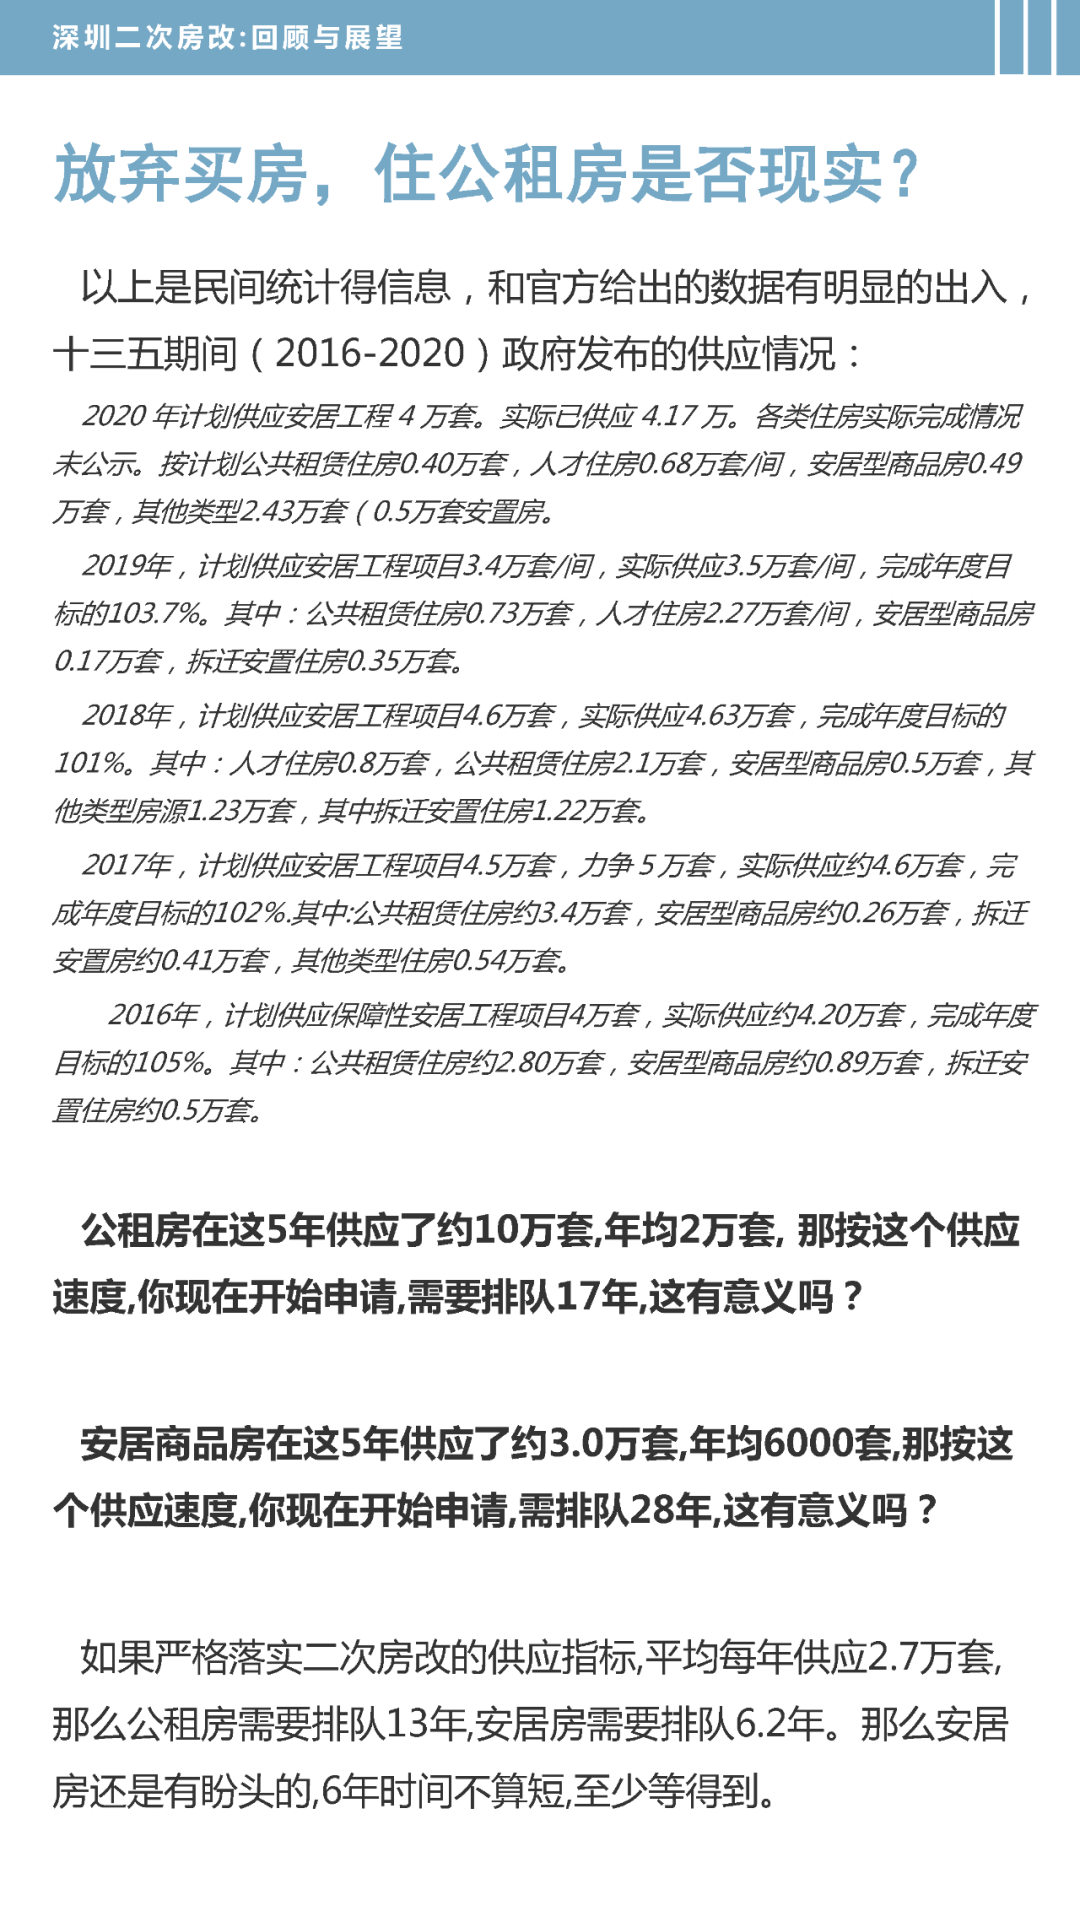 深圳二次房改:回顾与展望
放弃买房，住公租房是否现实？
以上是民间统计得信息，和官方给出的数据有明显的出入，
十三五期间（2016-2020）政府发布的供应情况：
2020 年计划供应安居工程 4 万套。实际已供应 4.17 万。各类住房实际完成情况
未公示。按计划公共租赁住房0.40万套，人才住房0.68万套/间，安居型商品房0.49
万套，其他类型2.43万套（0.5万套安置房。
2019年，计划供应安居工程项目3.4万套/间，实际供应3.5万套/间，完成年度目
标的103.7%。其中：公共租赁住房0.73万套，人才住房2.27万套/间，安居型商品房
0.17万套，拆迁安置住房0.35万套。
2018年，计划供应安居工程项目4.6万套，实际供应4.63万套，完成年度目标的
101%。其中：人才住房0.8万套，公共租赁住房2.1万套，安居型商品房0.5万套，其
他类型房源1.23万套，其中拆迁安置住房1.22万套。
2017年，计划供应安居工程项目4.5万套，力争 5 万套，实际供应约4.6万套，完
成年度目标的102%.其中:公共租赁住房约3.4万套，安居型商品房约0.26万套，拆迁
安置房约0.41万套，其他类型住房0.54万套。
2016年，计划供应保障性安居工程项目4万套，实际供应约4.20万套，完成年度
目标的105%。其中：公共租赁住房约2.80万套，安居型商品房约0.89万套，拆迁安
置住房约0.5万套。
公租房在这5年供应了约10万套,年均2万套, 那按这个供应
速度,你现在开始申请,需要排队17年,这有意义吗？
安居商品房在这5年供应了约3.0万套,年均6000套,那按这
个供应速度,你现在开始申请,需排队28年,这有意义吗？
如果严格落实二次房改的供应指标,平均每年供应2.7万套,
那么公租房需要排队13年,安居房需要排队6.2年。那么安居
房还是有盼头的,6年时间不算短,至少等得到。